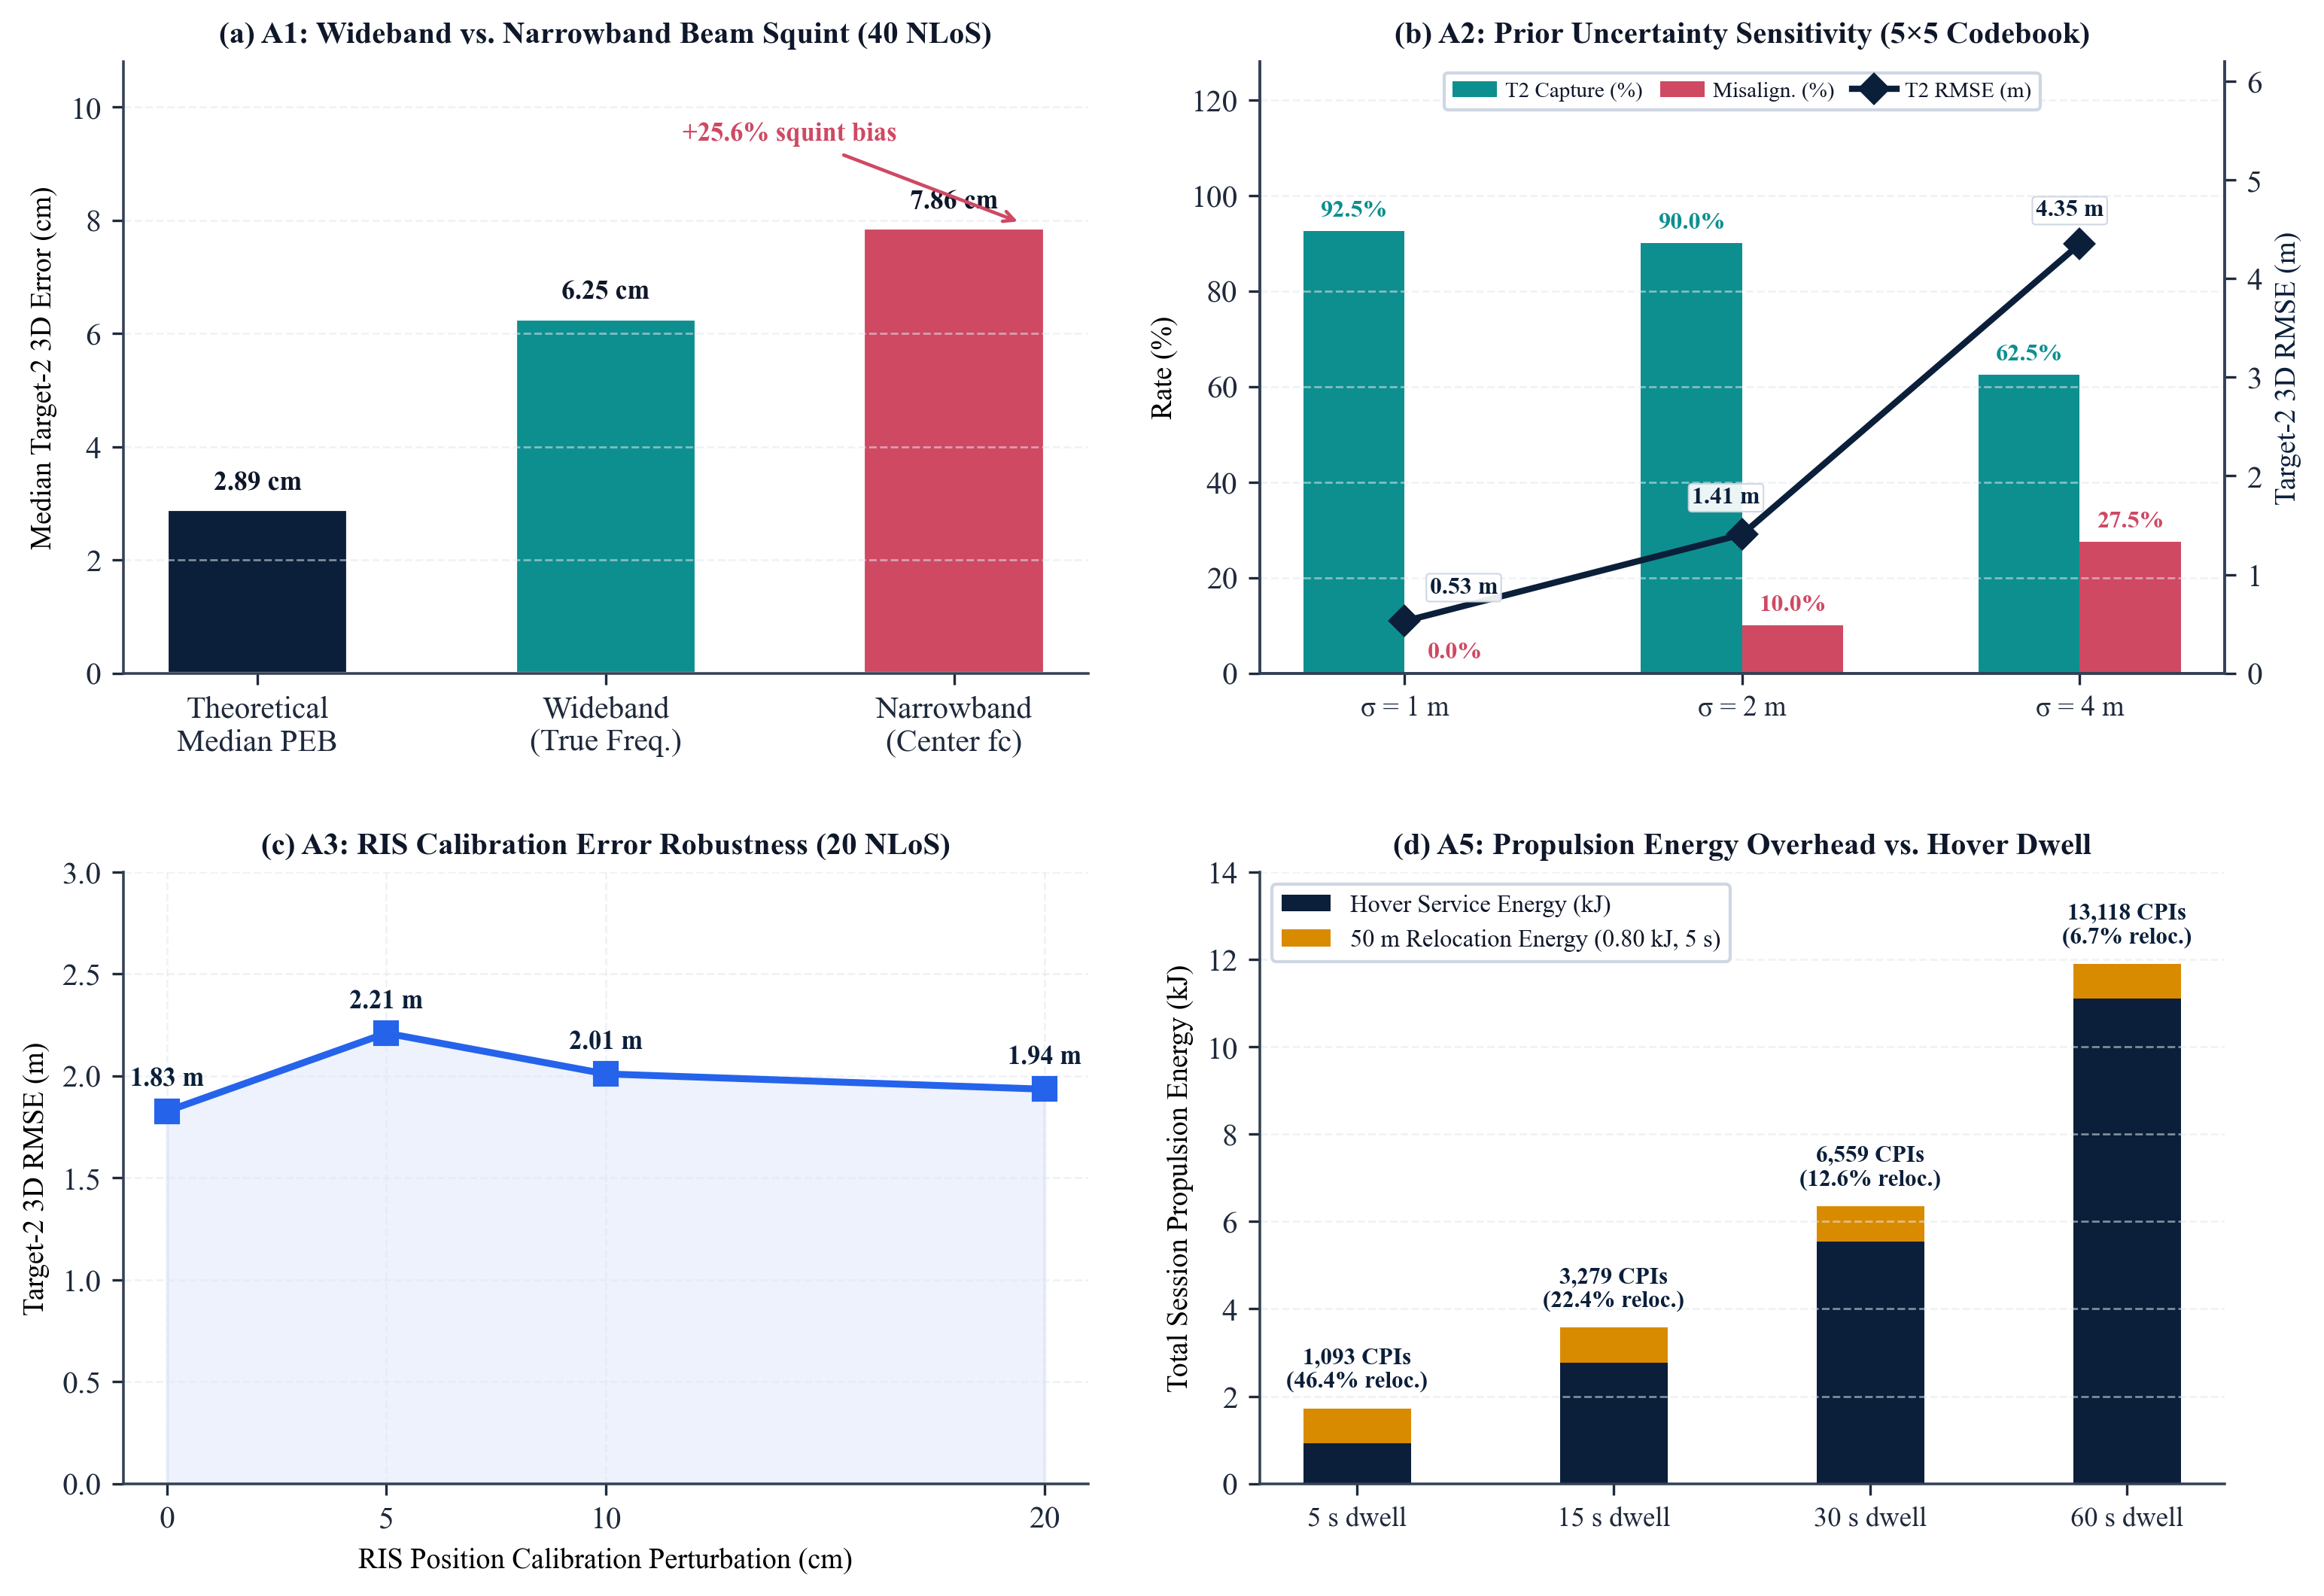 (a) A1: Wideband vs. Narrowband Beam Squint (40 NLoS)
Median Target-2 3D Error (cm)
10
8
6
4
2
0
+25.6% squint bias
2.89 cm
6.25 cm
7.86 cm
Theoretical
Median PEB
Wideband
(True Freq.)
Narrowband
(Center fc)
(b) A2: Prior Uncertainty Sensitivity (5×5 Codebook)
T2 Capture (%)
Misalign. (%)
T2 RMSE (m)
Rate (%)
120
100
80
60
40
20
0
92.5%
90.0%
62.5%
0.0%
10.0%
27.5%
0.53 m
1.41 m
4.35 m
6
5
4
3
2
1
0
Target-2 3D RMSE (m)
σ = 1 m
σ = 2 m
σ = 4 m
(c) A3: RIS Calibration Error Robustness (20 NLoS)
Target-2 3D RMSE (m)
3.0
2.5
2.0
1.5
1.0
0.5
0.0
1.83 m
2.21 m
2.01 m
1.94 m
0
5
10
20
RIS Position Calibration Perturbation (cm)
(d) A5: Propulsion Energy Overhead vs. Hover Dwell
Hover Service Energy (kJ)
50 m Relocation Energy (0.80 kJ, 5 s)
Total Session Propulsion Energy (kJ)
14
12
10
8
6
4
2
0
1,093 CPIs
(46.4% reloc.)
3,279 CPIs
(22.4% reloc.)
6,559 CPIs
(12.6% reloc.)
13,118 CPIs
(6.7% reloc.)
5 s dwell
15 s dwell
30 s dwell
60 s dwell